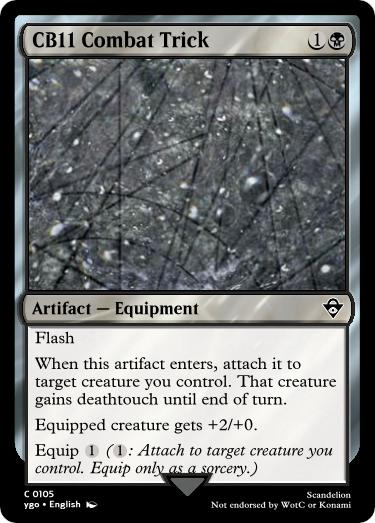 CB11 Combat Trick 1
Artifact — Equipment
Flash
When this artifact enters, attach it to
target creature you control. That creature
gains deathtouch until end of turn.
Equipped creature gets +2/+0.
Equip 1 (1: Attach to target creature you
control. Equip only as a sorcery.)
C 0105
Scandelion
ygo • English
Not endorsed by WotC or Konami